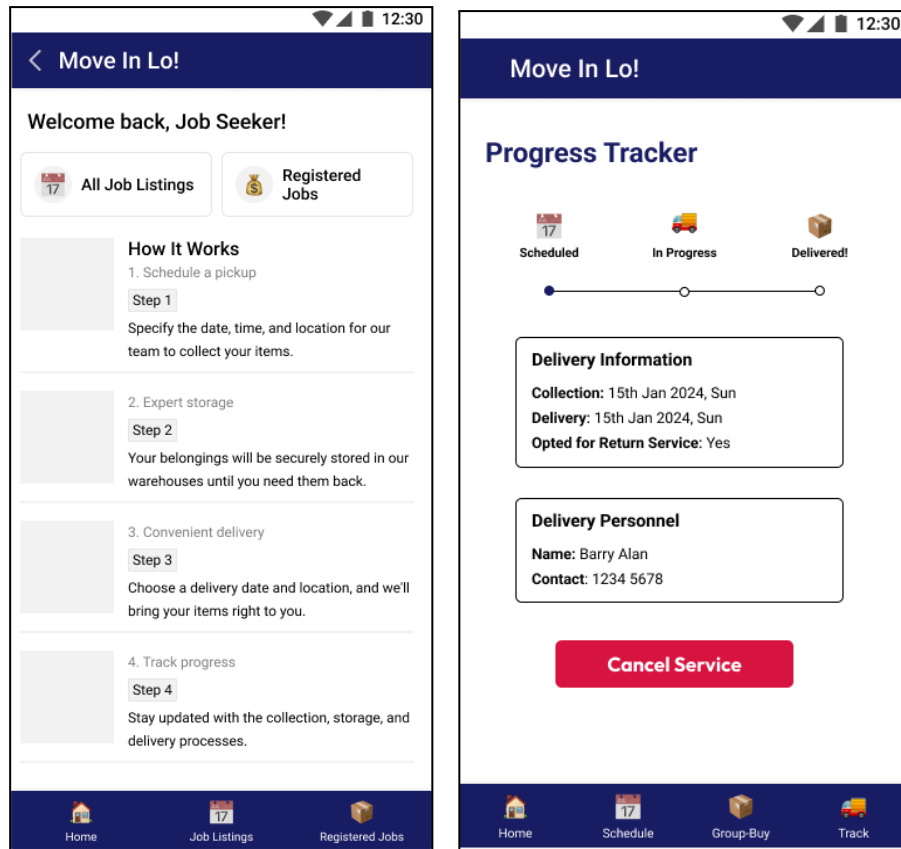 12:30
Move In Lo!
Welcome back, Job Seeker!
17
All Job Listings
Registered
Jobs
How It Works
1. Schedule a pickup
Step 1
Specify the date, time, and location for our
team to collect your items.
2. Expert storage
Step 2
Your belongings will be securely stored in our
warehouses until you need them back.
3. Convenient delivery
Step 3
Choose a delivery date and location, and we'll
bring your items right to you.
4. Track progress
Step 4
Stay updated with the collection, storage, and
delivery processes.
17
Home
Job Listings
Registered Jobs
12:30
Move In Lo!
Progress Tracker
17
Scheduled
In Progress
Delivered!
Delivery Information
Collection: 15th Jan 2024, Sun
Delivery: 15th Jan 2024, Sun
Opted for Return Service: Yes
Delivery Personnel
Name: Barry Alan
Contact: 1234 5678
Cancel Service
17
Home
Schedule
Group-Buy
Track